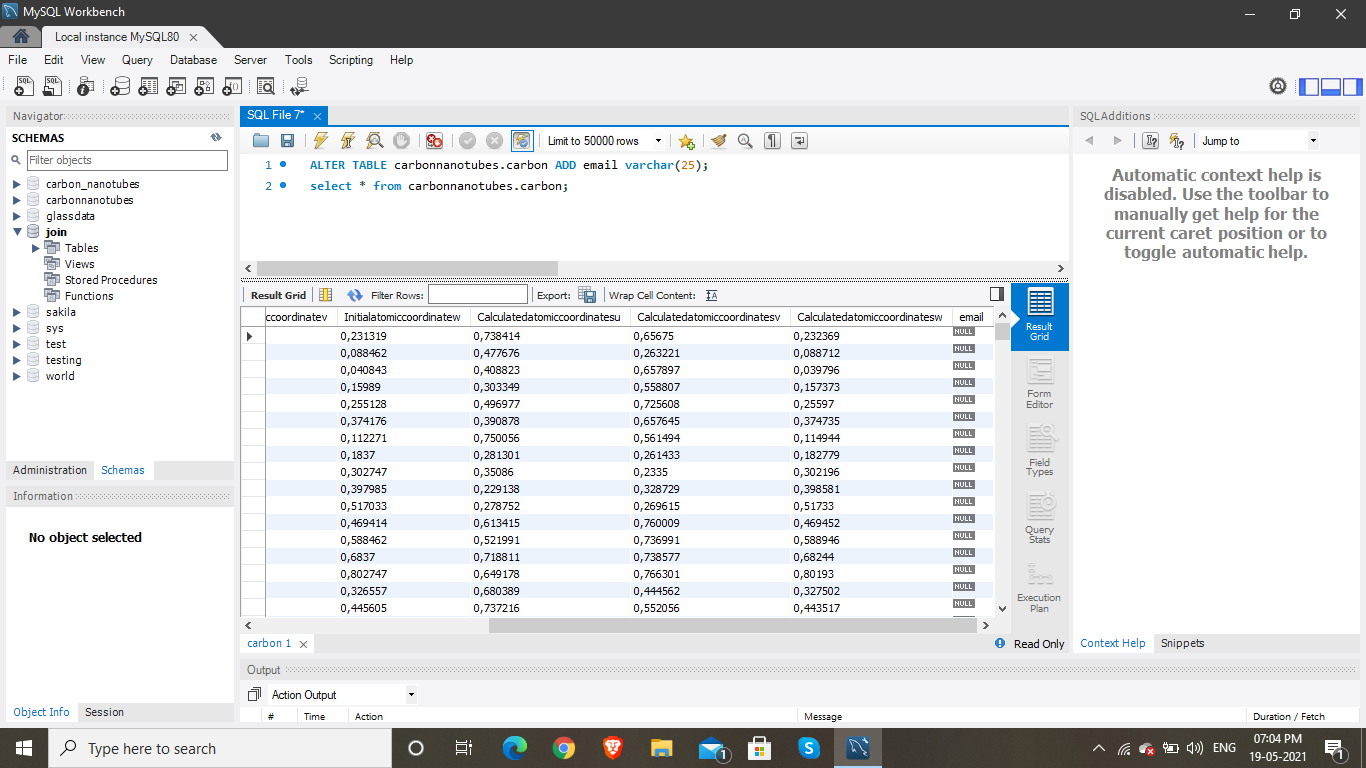 MySQL Workbench
Local instance MySQL80
File Edit View Query Database Server Tools Scripting Help
Navigator
SCHEMAS
Filter objects
carbon_nanotubes
carbonnanotubes
glassdata
join
Tables
Views
Stored Procedures
Functions
sakila
sys
test
testing
world
Administration Schemas
Information
No object selected
Object Info Session
SQL File 7*
Limit to 50000 rows
1 ALTER TABLE carbonnanotubes.carbon ADD email varchar(25);
2 select * from carbonnanotubes.carbon;
Result Grid Filter Rows: Export: Wrap Cell Content:
ccoordinatev Initialatomiccoordinatew Calculatedatomiccoordinatesu Calculatedatomiccoordinatesv Calculatedatomiccoordinatesw email
0,231319 0,738414 0,65675 0,232369 NULL
0,088462 0,477676 0,263221 0,088712 NULL
0,040843 0,408823 0,657897 0,039796 NULL
0,15989 0,303349 0,558807 0,157373 NULL
0,255128 0,496977 0,725608 0,25597 NULL
0,374176 0,390878 0,657645 0,374735 NULL
0,112271 0,750056 0,561494 0,114944 NULL
0,1837 0,281301 0,261433 0,182779 NULL
0,302747 0,35086 0,2335 0,302196 NULL
0,397985 0,229138 0,328729 0,398581 NULL
0,517033 0,278752 0,269615 0,51733 NULL
0,469414 0,613415 0,760009 0,469452 NULL
0,588462 0,521991 0,736991 0,588946 NULL
0,6837 0,718811 0,738577 0,68244 NULL
0,802747 0,649178 0,766301 0,80193 NULL
0,326557 0,680389 0,444562 0,327502 NULL
0,445605 0,737216 0,552056 0,443517 NULL
Result
Grid
Form
Editor
Field
Types
Query
Stats
Execution
Plan
carbon 1
Read Only
Output
Action Output
# Time Action Message Duration / Fetch
SQLAdditions
Jump to
Automatic context help is
disabled. Use the toolbar to
manually get help for the
current caret position or to
toggle automatic help.
Context Help Snippets
Type here to search
1
ENG
07:04 PM
19-05-2021
1